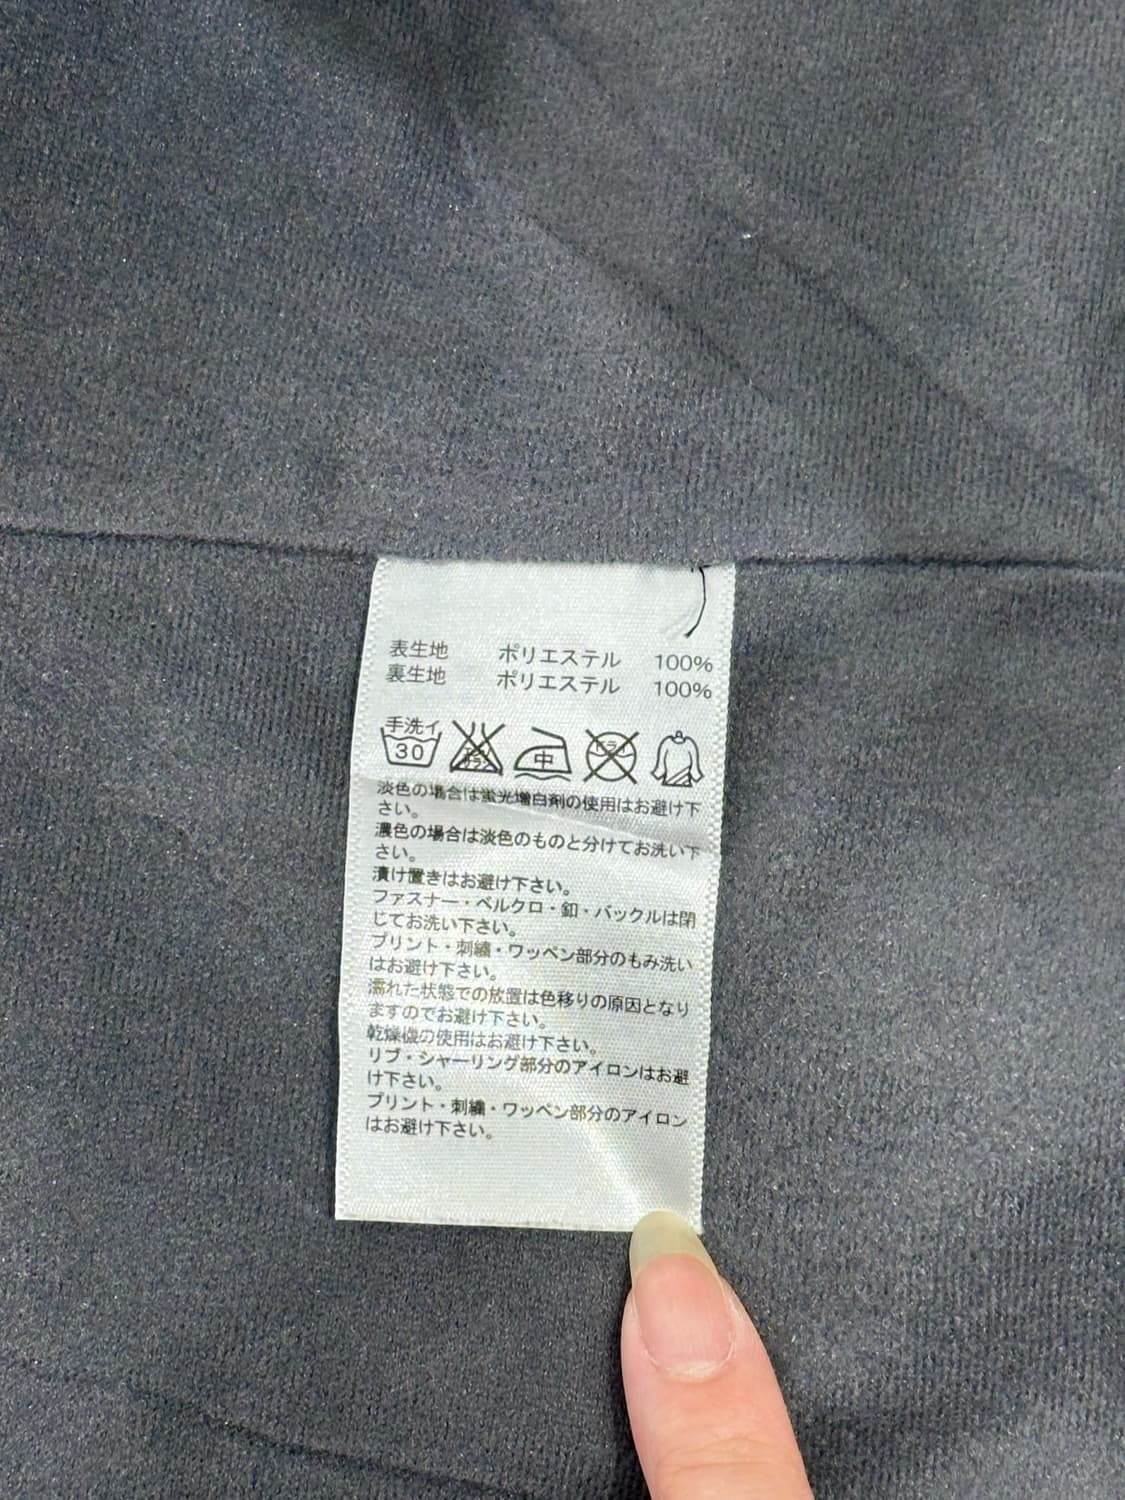 表生地 ポリエステル 100%
裏生地 ポリエステル 100%
手洗イ
30
中
淡色の場合は蛍光増白剤の使用はお避け下
さい。
濃色の場合は淡色のものと分けてお洗い下
さい。
漬け置きはお避け下さい。
ファスナー・ベルクロ・釦・バックルは閉
じてお洗い下さい。
プリント・刺繍・ワッペン部分のもみ洗い
はお避け下さい。
濡れた状態での放置は色移りの原因となり
ますのでお避け下さい。
乾燥機の使用はお避け下さい。
リブ・シャーリング部分のアイロンはお避
け下さい。
プリント・刺繍・ワッペン部分のアイロン
はお避け下さい。